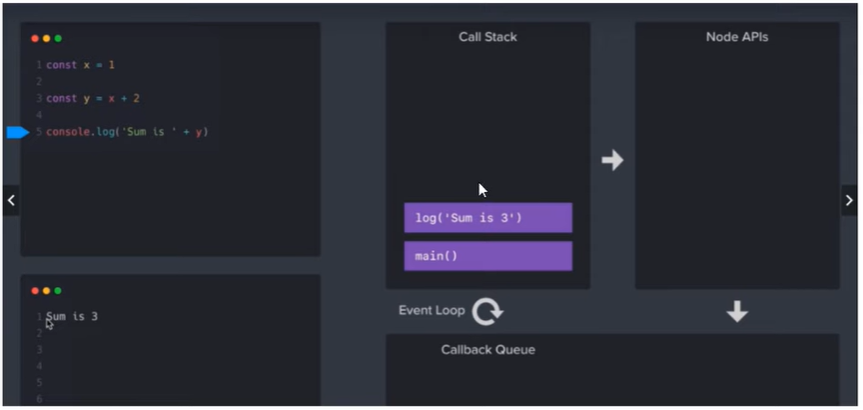 1 const x = 1
2
3 const y = x + 2
4
5 console.log('Sum is ' + y)
1 Sum is 3
2
3
4
5
6
Call Stack
log('Sum is 3')
main()
Node APIs
Event Loop
Callback Queue